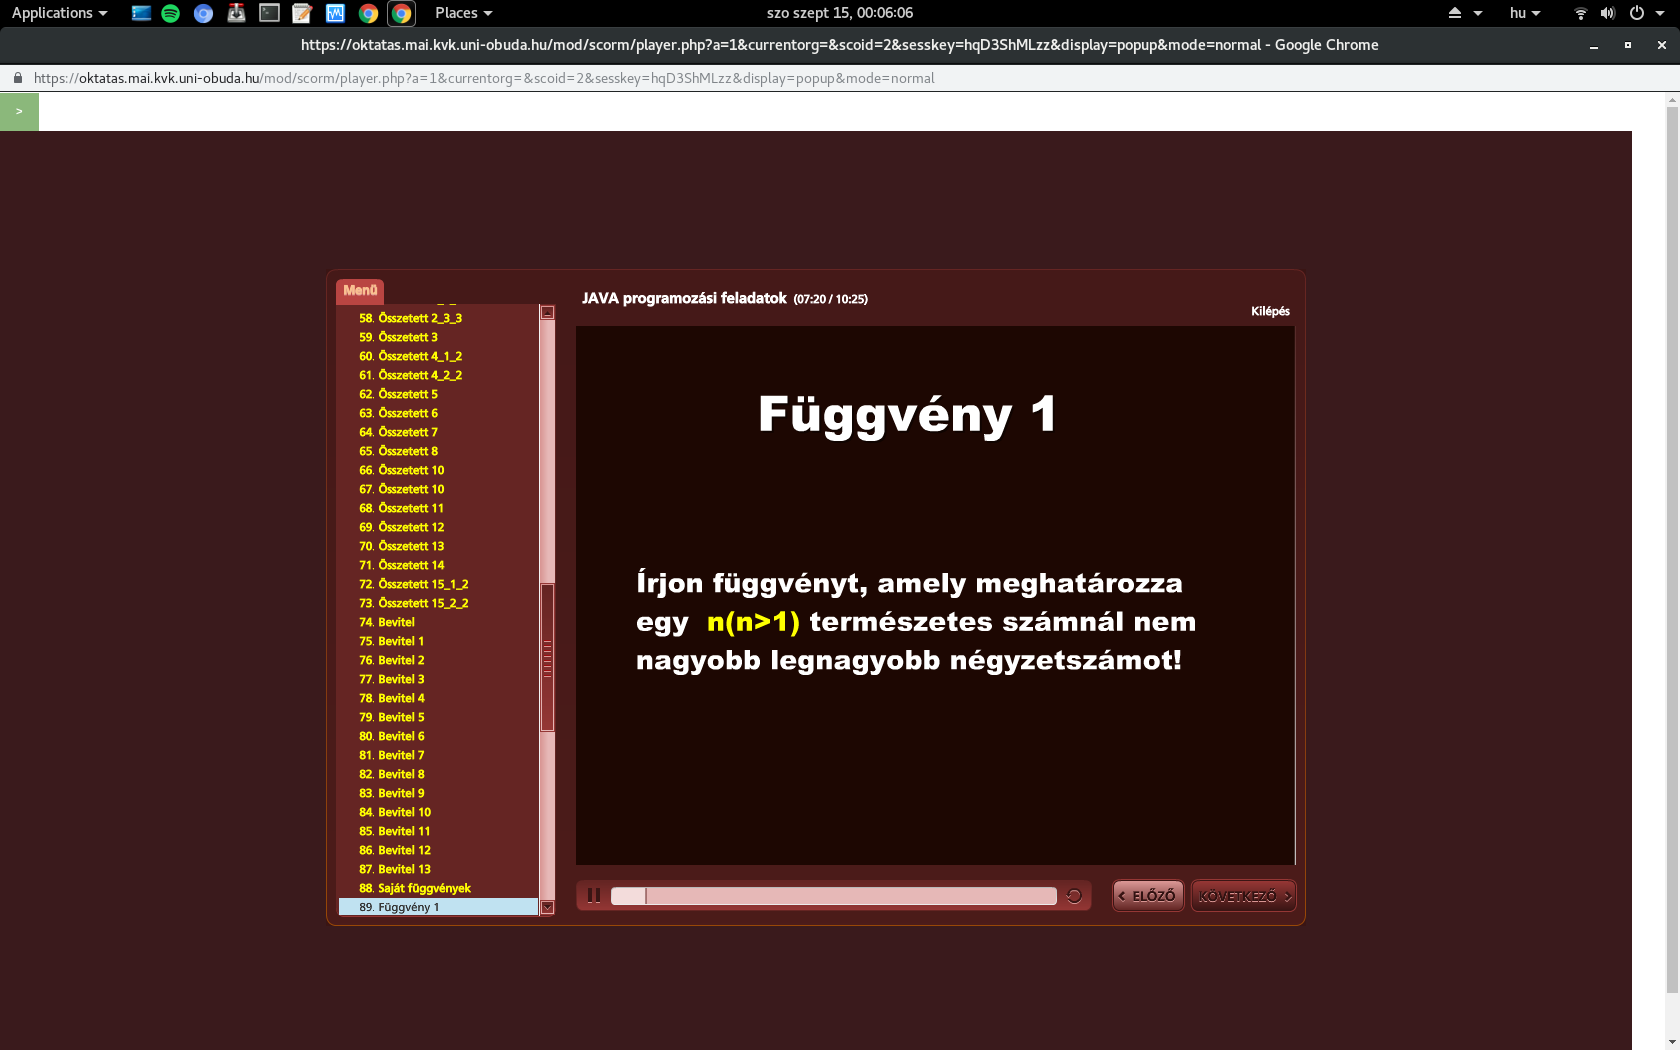 Applications
Places
szo szept 15, 00:06:06
hu
https://oktatas.mai.kvk.uni-obuda.hu/mod/scorm/player.php?a=1&currentorg=&scoid=2&sesskey=hqD3ShMLzz&display=popup&mode=normal - Google Chrome
https://oktatas.mai.kvk.uni-obuda.hu/mod/scorm/player.php?a=1&currentorg=&scoid=2&sesskey=hqD3ShMLzz&display=popup&mode=normal
>
Menü
58. Összetett 2_3_3
59. Összetett 3
60. Összetett 4_1_2
61. Összetett 4_2_2
62. Összetett 5
63. Összetett 6
64. Összetett 7
65. Összetett 8
66. Összetett 10
67. Összetett 10
68. Összetett 11
69. Összetett 12
70. Összetett 13
71. Összetett 14
72. Összetett 15_1_2
73. Összetett 15_2_2
74. Bevitel
75. Bevitel 1
76. Bevitel 2
77. Bevitel 3
78. Bevitel 4
79. Bevitel 5
80. Bevitel 6
81. Bevitel 7
82. Bevitel 8
83. Bevitel 9
84. Bevitel 10
85. Bevitel 11
86. Bevitel 12
87. Bevitel 13
88. Saját függvények
89. Függvény 1
JAVA programozási feladatok (07:20 / 10:25)
Kilépés
Függvény 1
Írjon függvényt, amely meghatározza
egy n(n>1) természetes számnál nem
nagyobb legnagyobb négyzetszámot!
< ELŐZŐ
KÖVETKEZŐ >